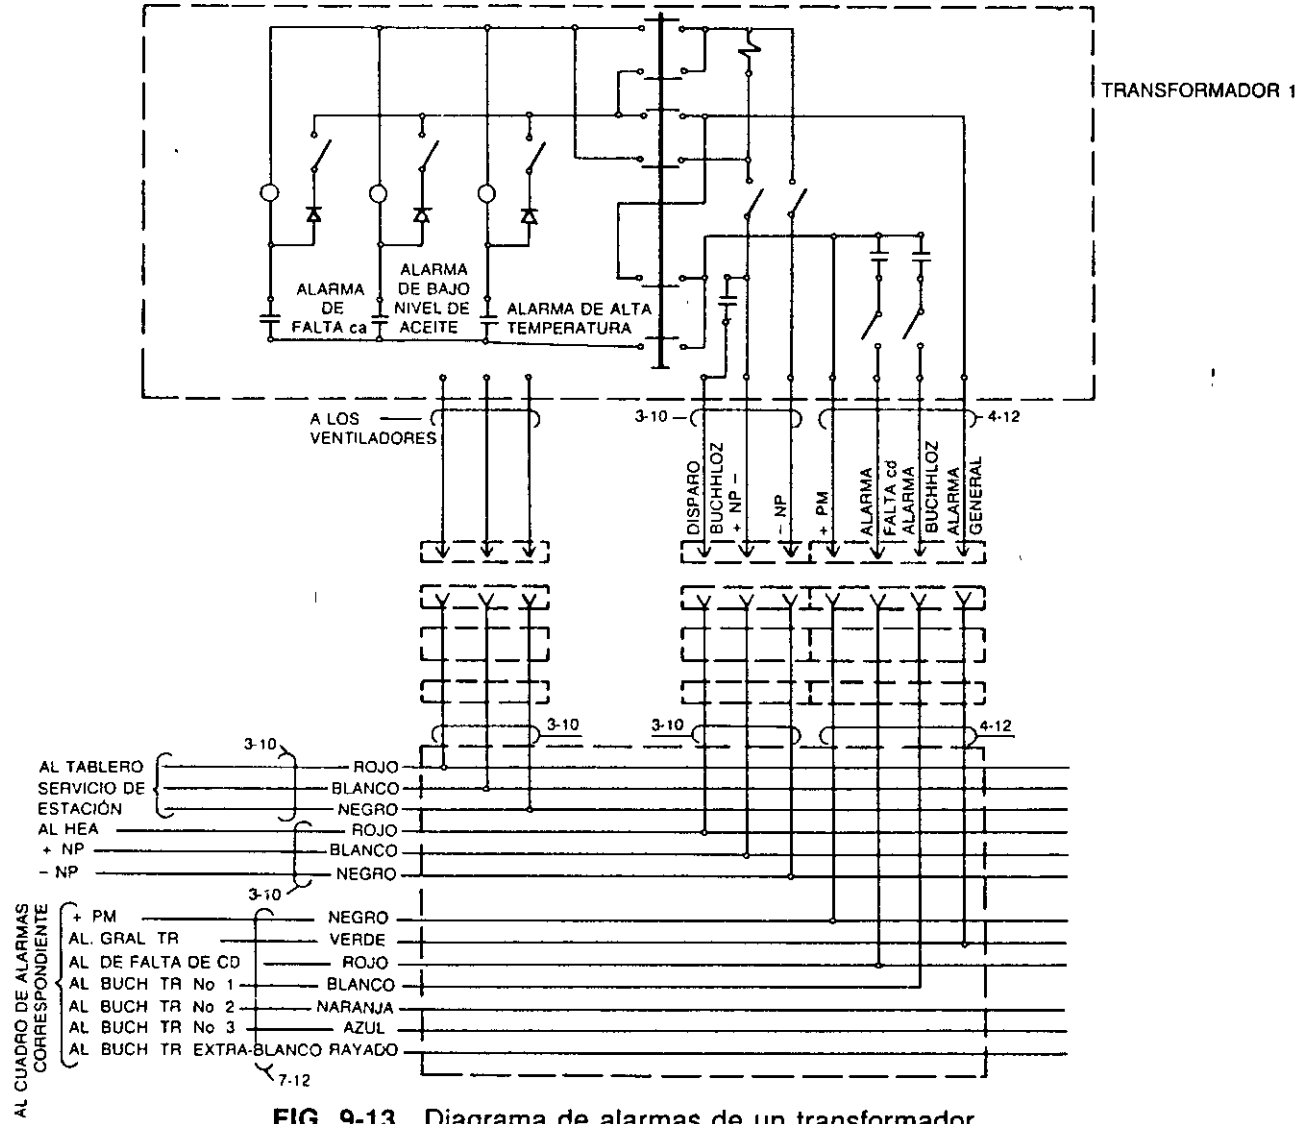 TRANSFORMADOR 1
ALARMA
DE
FALTA ca
ALARMA
DE BAJO
NIVEL DE
ACEITE
ALARMA DE ALTA
TEMPERATURA
A LOS
VENTILADORES
3-10
4-12
DISPARO
BUCHHLOZ
+ NP -
- NP
+ PM
ALARMA
FALTA cd
ALARMA
BUCHHLOZ
ALARMA
GENERAL
3-10
3-10
4-12
3-10
AL TABLERO
SERVICIO DE
ESTACIÓN
ROJO
BLANCO
NEGRO
AL HEA
ROJO
+ NP
BLANCO
- NP
NEGRO
3-10
AL CUADRO DE ALARMAS
CORRESPONDIENTE
+ PM
NEGRO
AL. GRAL TR
VERDE
AL DE FALTA DE CD
ROJO
AL BUCH TR No 1
BLANCO
AL BUCH TR No 2
NARANJA
AL BUCH TR No 3
AZUL
AL BUCH TR EXTRA-BLANCO RAYADO
7-12
FIG. 9-13 Diagrama de alarmas de un transformador